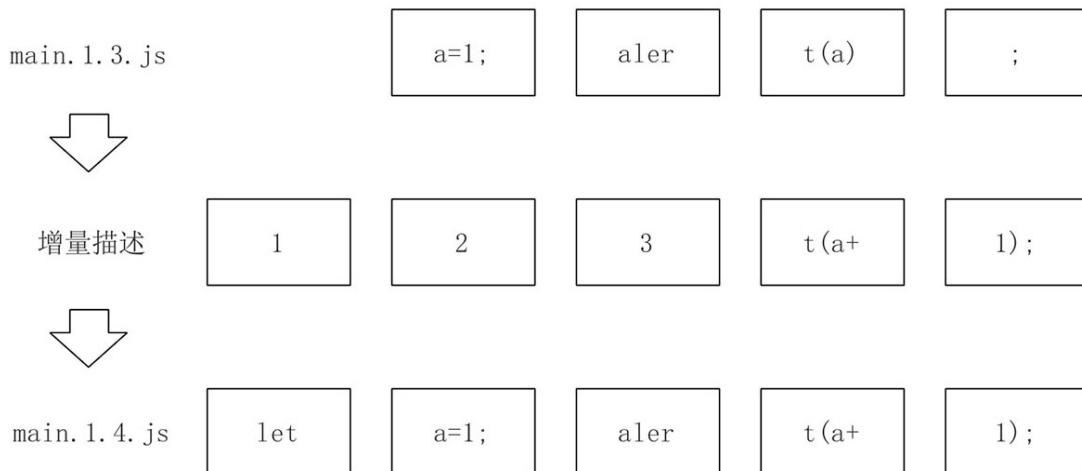 main.1.3.js a=1; aler t(a) ;
增量描述 1 2 3 t(a+ 1);
main.1.4.js let a=1; aler t(a+ 1);